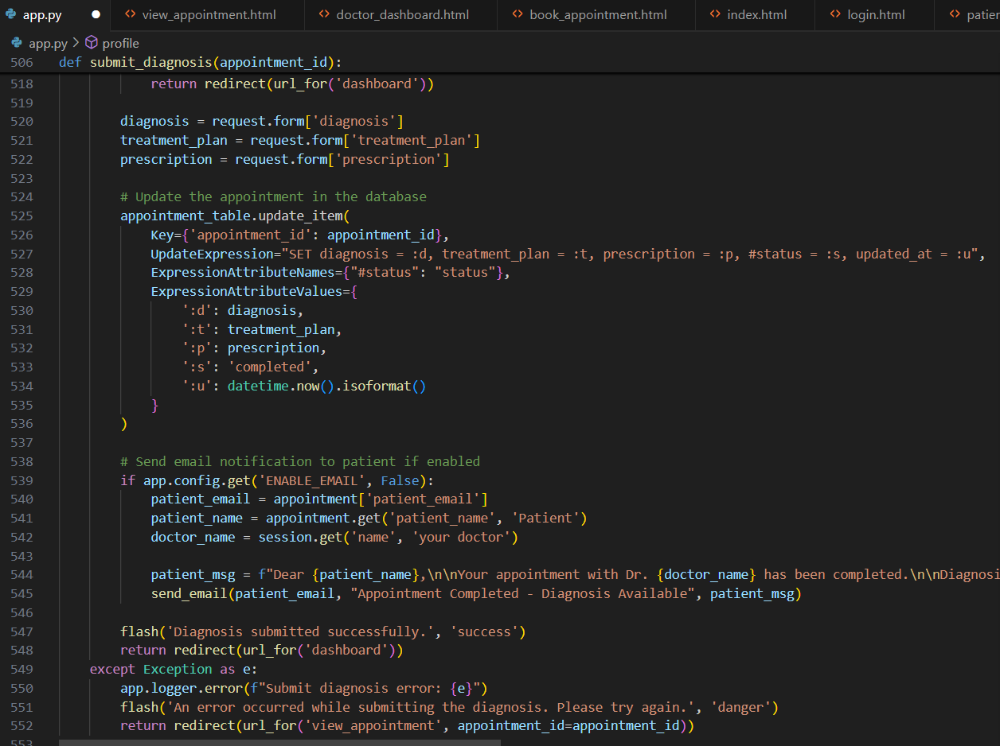 app.py view_appointment.html doctor_dashboard.html book_appointment.html index.html login.html
app.py > profile
506 def submit_diagnosis(appointment_id):
518 return redirect(url_for('dashboard'))
519
520 diagnosis = request.form['diagnosis']
521 treatment_plan = request.form['treatment_plan']
522 prescription = request.form['prescription']
523
524 # Update the appointment in the database
525 appointment_table.update_item(
526 Key={'appointment_id': appointment_id},
527 UpdateExpression="SET diagnosis = :d, treatment_plan = :t, prescription = :p, #status = :s, updated_at = :u",
528 ExpressionAttributeNames={"#status": "status"},
529 ExpressionAttributeValues={
530 ':d': diagnosis,
531 ':t': treatment_plan,
532 ':p': prescription,
533 ':s': 'completed',
534 ':u': datetime.now().isoformat()
535 }
536 )
537
538 # Send email notification to patient if enabled
539 if app.config.get('ENABLE_EMAIL', False):
540 patient_email = appointment['patient_email']
541 patient_name = appointment.get('patient_name', 'Patient')
542 doctor_name = session.get('name', 'your doctor')
543
544 patient_msg = f"Dear {patient_name},\n\nYour appointment with Dr. {doctor_name} has been completed.\n\nDiagnosi
545 send_email(patient_email, "Appointment Completed - Diagnosis Available", patient_msg)
546
547 flash('Diagnosis submitted successfully.', 'success')
548 return redirect(url_for('dashboard'))
549 except Exception as e:
550 app.logger.error(f"Submit diagnosis error: {e}")
551 flash('An error occurred while submitting the diagnosis. Please try again.', 'danger')
552 return redirect(url_for('view_appointment', appointment_id=appointment_id))
553